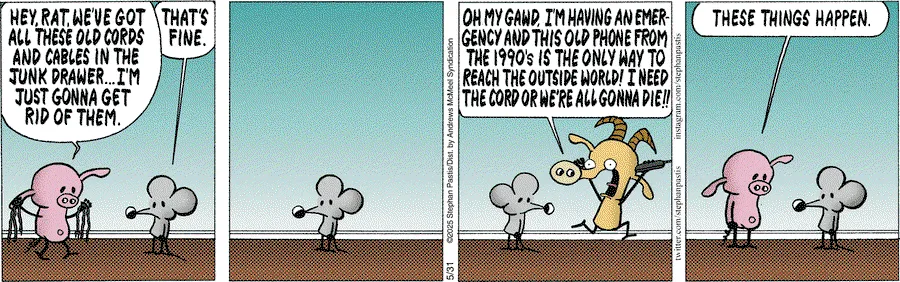 HEY, RAT, WE'VE GOT
ALL THESE OLD CORDS
AND CABLES IN THE
JUNK DRAWER...I'M
JUST GONNA GET
RID OF THEM.
THAT'S
FINE.
©2025 Stephan Pastis/Dist. by Andrews McMeel Syndication
5/31
OH MY GAWD, I'M HAVING AN EMER-
GENCY AND THIS OLD PHONE FROM
THE 1990's IS THE ONLY WAY TO
REACH THE OUTSIDE WORLD! I NEED
THE CORD OR WE'RE ALL GONNA DIE!!
twitter.com/stephanpastis
instagram.com/stephanpastis
THESE THINGS HAPPEN.